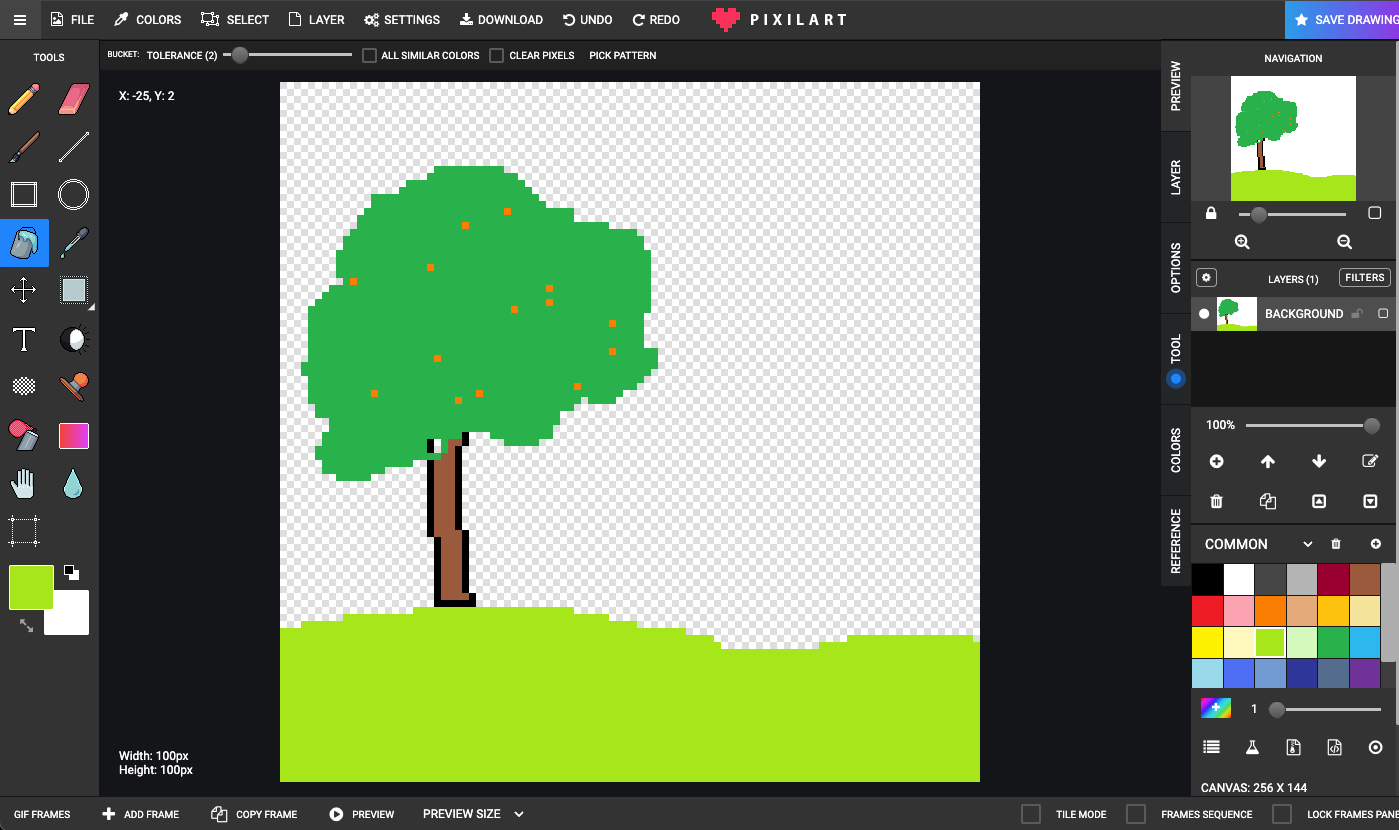 FILE COLORS SELECT LAYER SETTINGS DOWNLOAD UNDO REDO PIXILART SAVE DRAWING
TOOLS
BUCKET: TOLERANCE (2) ALL SIMILAR COLORS CLEAR PIXELS PICK PATTERN
X: -25, Y: 2
Width: 100px
Height: 100px
PREVIEW
LAYER
OPTIONS
TOOL
COLORS
REFERENCE
NAVIGATION
LAYERS (1) FILTERS
BACKGROUND
100%
COMMON
1
CANVAS: 256 X 144
GIF FRAMES ADD FRAME COPY FRAME PREVIEW PREVIEW SIZE TILE MODE FRAMES SEQUENCE LOCK FRAMES PANE